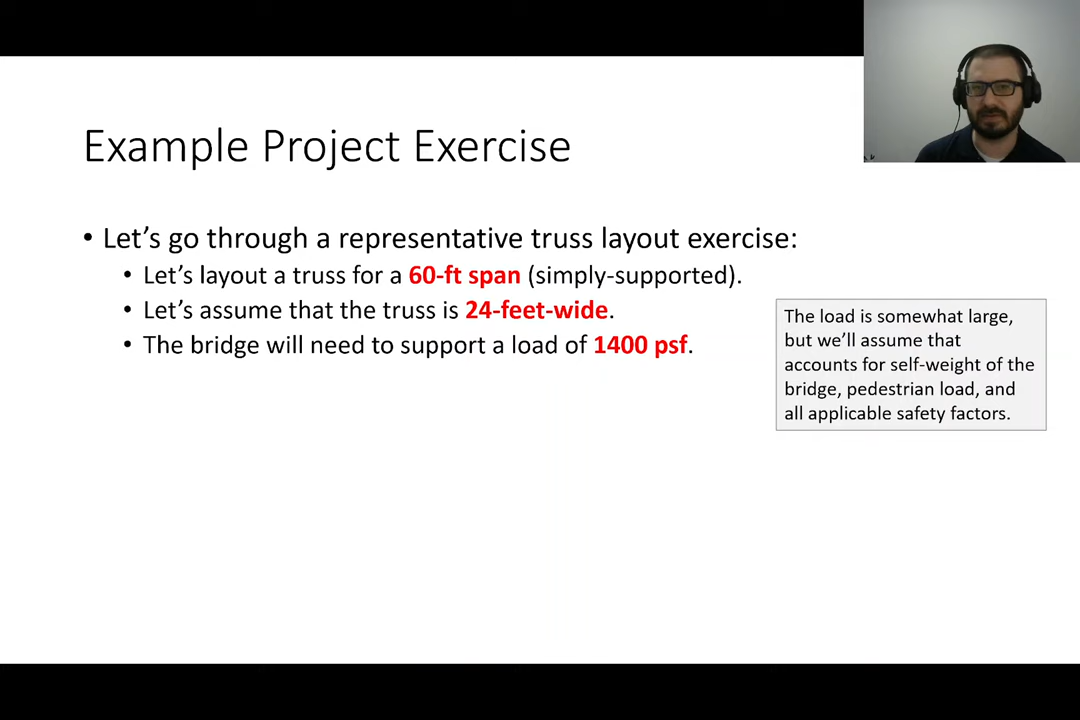 Example Project Exercise
• Let’s go through a representative truss layout exercise:
• Let’s layout a truss for a 60-ft span (simply-supported).
• Let’s assume that the truss is 24-feet-wide.
• The bridge will need to support a load of 1400 psf.
The load is somewhat large,
but we’ll assume that
accounts for self-weight of the
bridge, pedestrian load, and
all applicable safety factors.